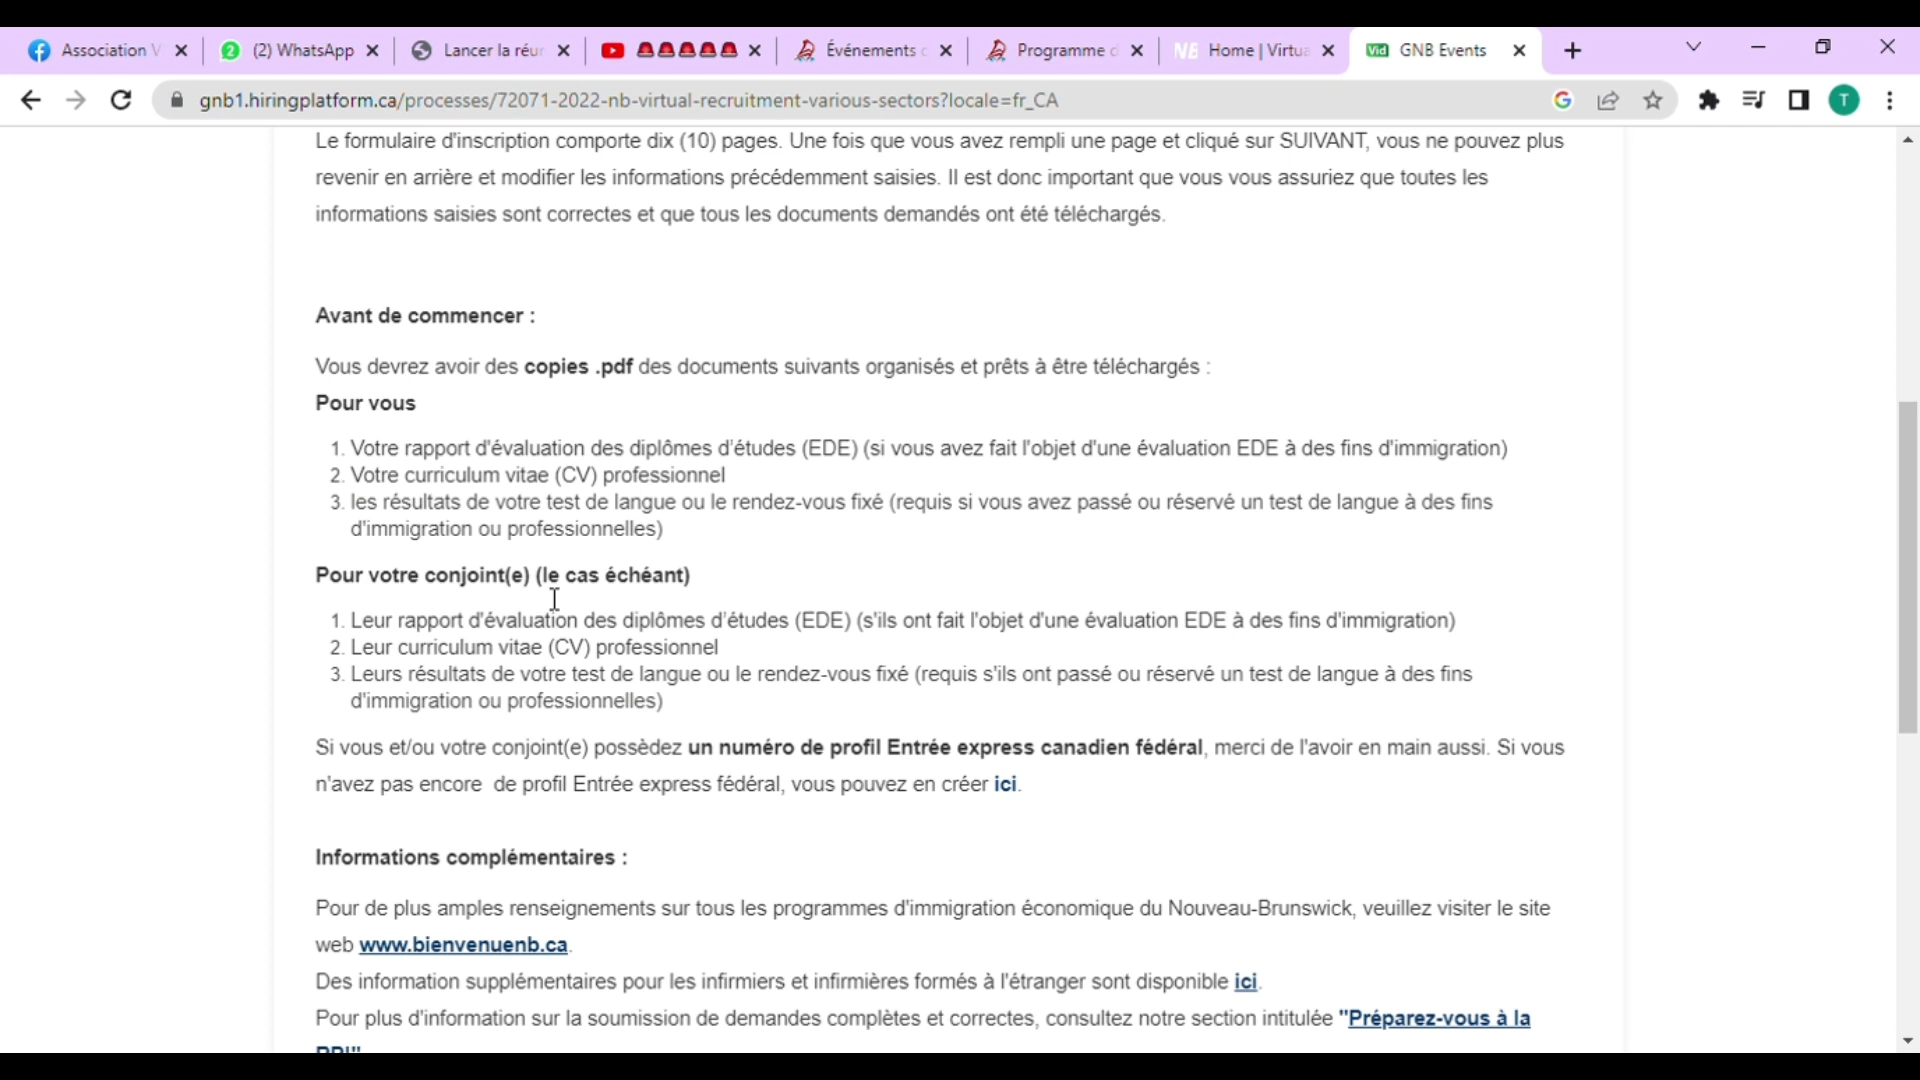 Association V
(2) WhatsApp
Lancer la réu
Événements
Programme
Home | Virtu
GNB Events
gnb1.hiringplatform.ca/processes/72071-2022-nb-virtual-recruitment-various-sectors?locale=fr_CA
T
Le formulaire d'inscription comporte dix (10) pages. Une fois que vous avez rempli une page et cliqué sur SUIVANT, vous ne pouvez plus
revenir en arrière et modifier les informations précédemment saisies. Il est donc important que vous vous assuriez que toutes les
informations saisies sont correctes et que tous les documents demandés ont été téléchargés.
Avant de commencer :
Vous devrez avoir des copies .pdf des documents suivants organisés et prêts à être téléchargés :
Pour vous
1. Votre rapport d'évaluation des diplômes d'études (EDE) (si vous avez fait l'objet d'une évaluation EDE à des fins d'immigration)
2. Votre curriculum vitae (CV) professionnel
3. les résultats de votre test de langue ou le rendez-vous fixé (requis si vous avez passé ou réservé un test de langue à des fins
d'immigration ou professionnelles)
Pour votre conjoint(e) (le cas échéant)
1. Leur rapport d'évaluation des diplômes d'études (EDE) (s'ils ont fait l'objet d'une évaluation EDE à des fins d'immigration)
2. Leur curriculum vitae (CV) professionnel
3. Leurs résultats de votre test de langue ou le rendez-vous fixé (requis s'ils ont passé ou réservé un test de langue à des fins
d'immigration ou professionnelles)
Si vous et/ou votre conjoint(e) possèdez un numéro de profil Entrée express canadien fédéral, merci de l'avoir en main aussi. Si vous
n'avez pas encore de profil Entrée express fédéral, vous pouvez en créer ici.
Informations complémentaires :
Pour de plus amples renseignements sur tous les programmes d'immigration économique du Nouveau-Brunswick, veuillez visiter le site
web www.bienvenuenb.ca.
Des information supplémentaires pour les infirmiers et infirmières formés à l'étranger sont disponible ici.
Pour plus d'information sur la soumission de demandes complètes et correctes, consultez notre section intitulée "Préparez-vous à la